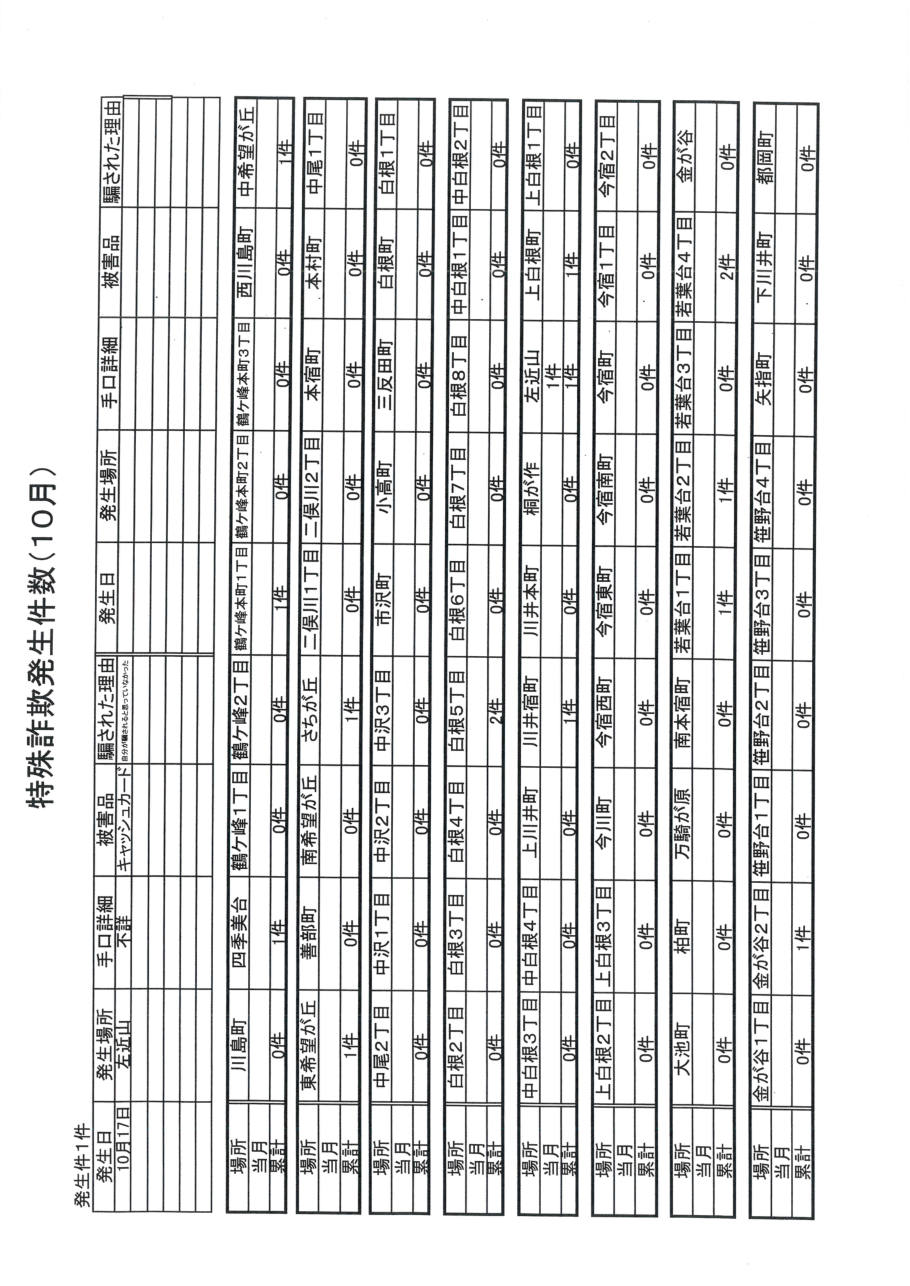 特殊詐欺発生件数(10月)
発生件1件
発生日 発生場所 手口詳細 被害品 騙された理由 発生日 発生場所 手口詳細 被害品 騙された理由
10月17日 左近山 不詳 キャッシュカード 自分が騙されると思っていなかった
場所 川島町 四季美台 鶴ケ峰1丁目 鶴ケ峰2丁目 鶴ケ峰本町1丁目 鶴ケ峰本町2丁目 鶴ケ峰本町3丁目 西川島町 中希望が丘
当月
累計 0件 1件 0件 0件 1件 0件 0件 0件 1件
場所 東希望が丘 善部町 南希望が丘 さちが丘 二俣川1丁目 二俣川2丁目 本宿町 本村町 中尾1丁目
当月
累計 1件 0件 0件 1件 0件 0件 0件 0件 0件
場所 中尾2丁目 中沢1丁目 中沢2丁目 中沢3丁目 市沢町 小高町 三反田町 白根町 白根1丁目
当月
累計 0件 1件 0件 0件 0件 0件 0件 0件 0件
場所 白根2丁目 白根3丁目 白根4丁目 白根5丁目 白根6丁目 白根7丁目 白根8丁目 中白根1丁目 中白根2丁目
当月
累計 0件 0件 0件 2件 0件 0件 0件 0件 0件
場所 中白根3丁目 中白根4丁目 上川井町 川井宿町 川井本町 桐が作 左近山 上白根町 上白根1丁目
当月 1件
累計 0件 0件 0件 1件 0件 0件 1件 1件 0件
場所 上白根2丁目 上白根3丁目 今川町 今宿西町 今宿東町 今宿南町 今宿町 今宿1丁目 今宿2丁目
当月
累計 0件 1件 0件 0件 0件 0件 0件 0件 0件
場所 大池町 柏町 万騎が原 南本宿町 若葉台1丁目 若葉台2丁目 若葉台3丁目 若葉台4丁目 金が谷
当月
累計 0件 0件 0件 0件 1件 1件 0件 2件 0件
場所 金が谷1丁目 金が谷2丁目 笹野台1丁目 笹野台2丁目 笹野台3丁目 笹野台4丁目 矢指町 下川井町 都岡町
当月
累計 0件 1件 0件 0件 0件 0件 0件 0件 0件